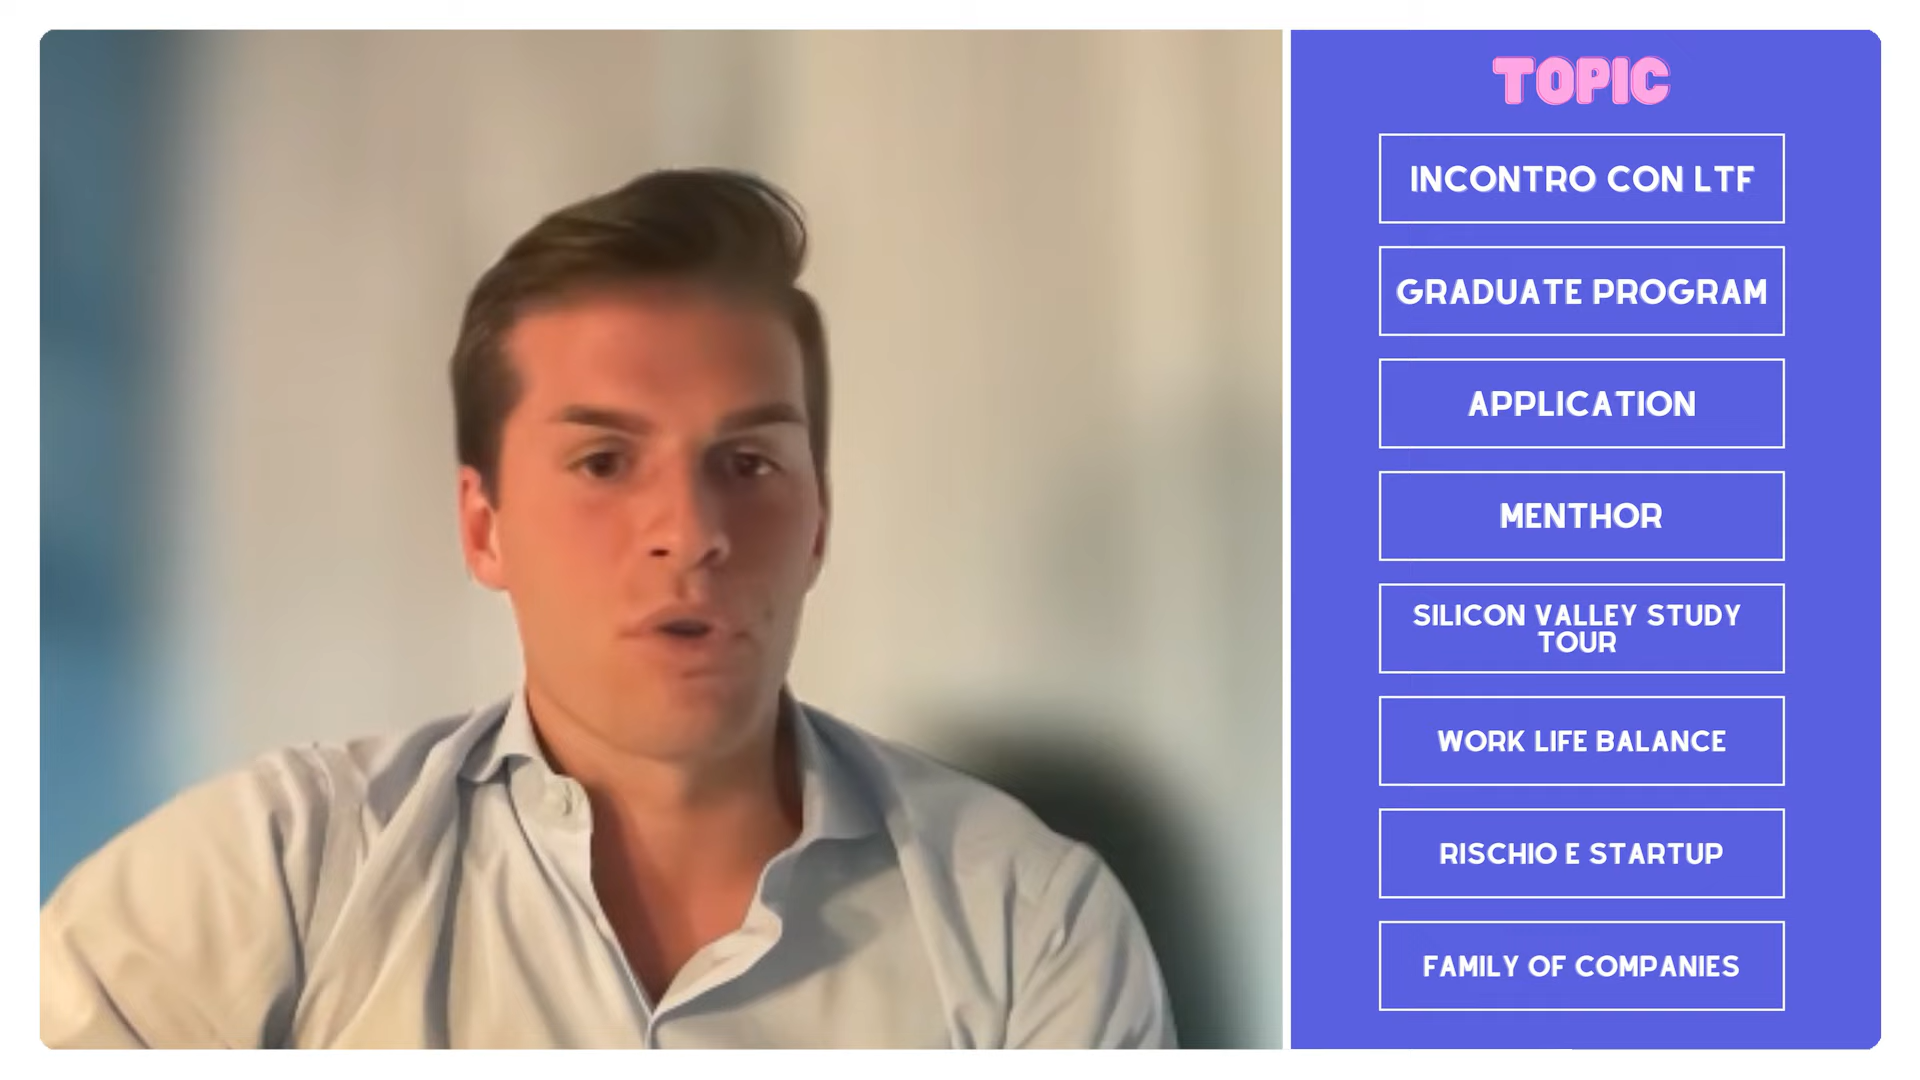 TOPIC
INCONTRO CON LTF
GRADUATE PROGRAM
APPLICATION
MENTHOR
SILICON VALLEY STUDY
TOUR
WORK LIFE BALANCE
RISCHIO E STARTUP
FAMILY OF COMPANIES